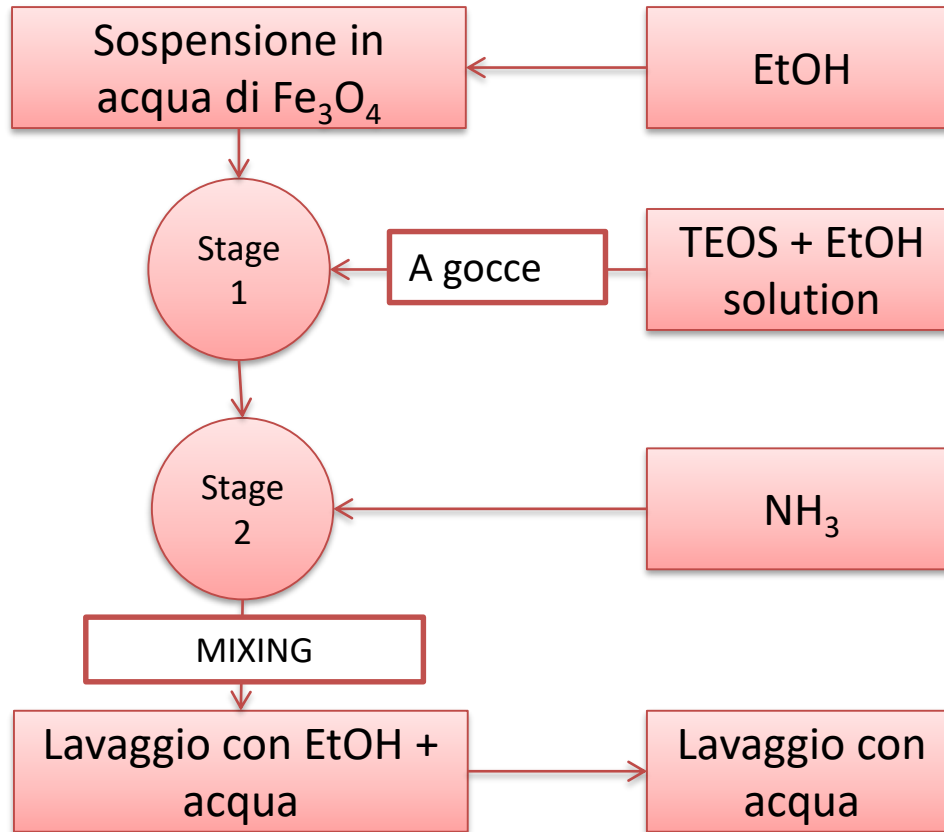 Sospensione in
acqua di Fe₃O₄
EtOH
Stage
1
A gocce
TEOS + EtOH
solution
Stage
2
NH₃
MIXING
Lavaggio con EtOH +
acqua
Lavaggio con
acqua